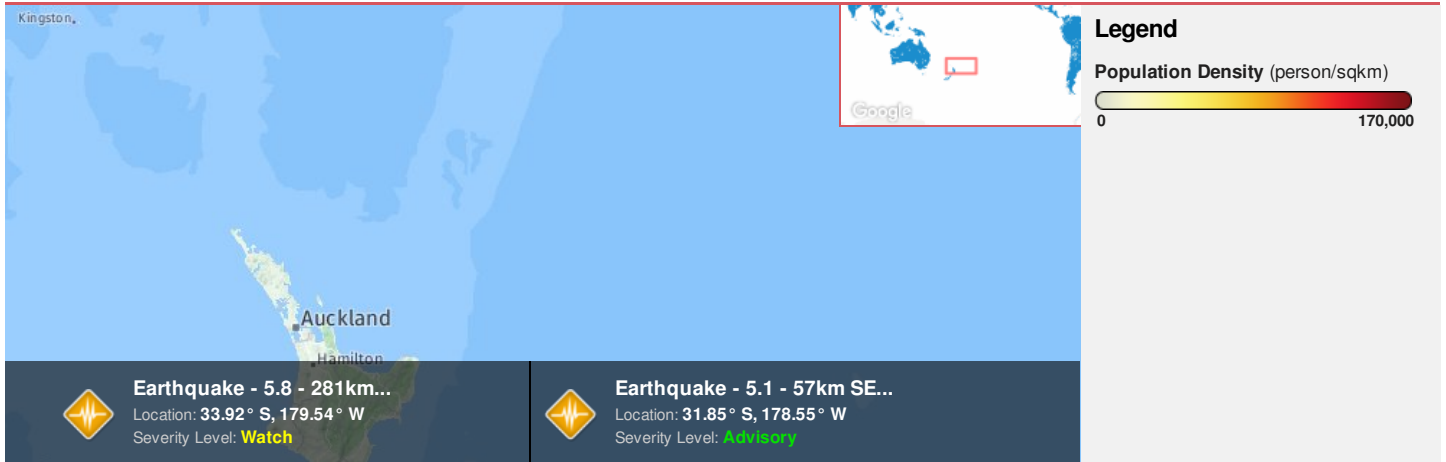 Kingston
Google
Auckland
Hamilton
Earthquake - 5.8 - 281km...
Location: 33.92° S, 179.54° W
Severity Level: Watch
Earthquake - 5.1 - 57km SE...
Location: 31.85° S, 178.55° W
Severity Level: Advisory
Legend
Population Density (person/sqkm)
0 170,000